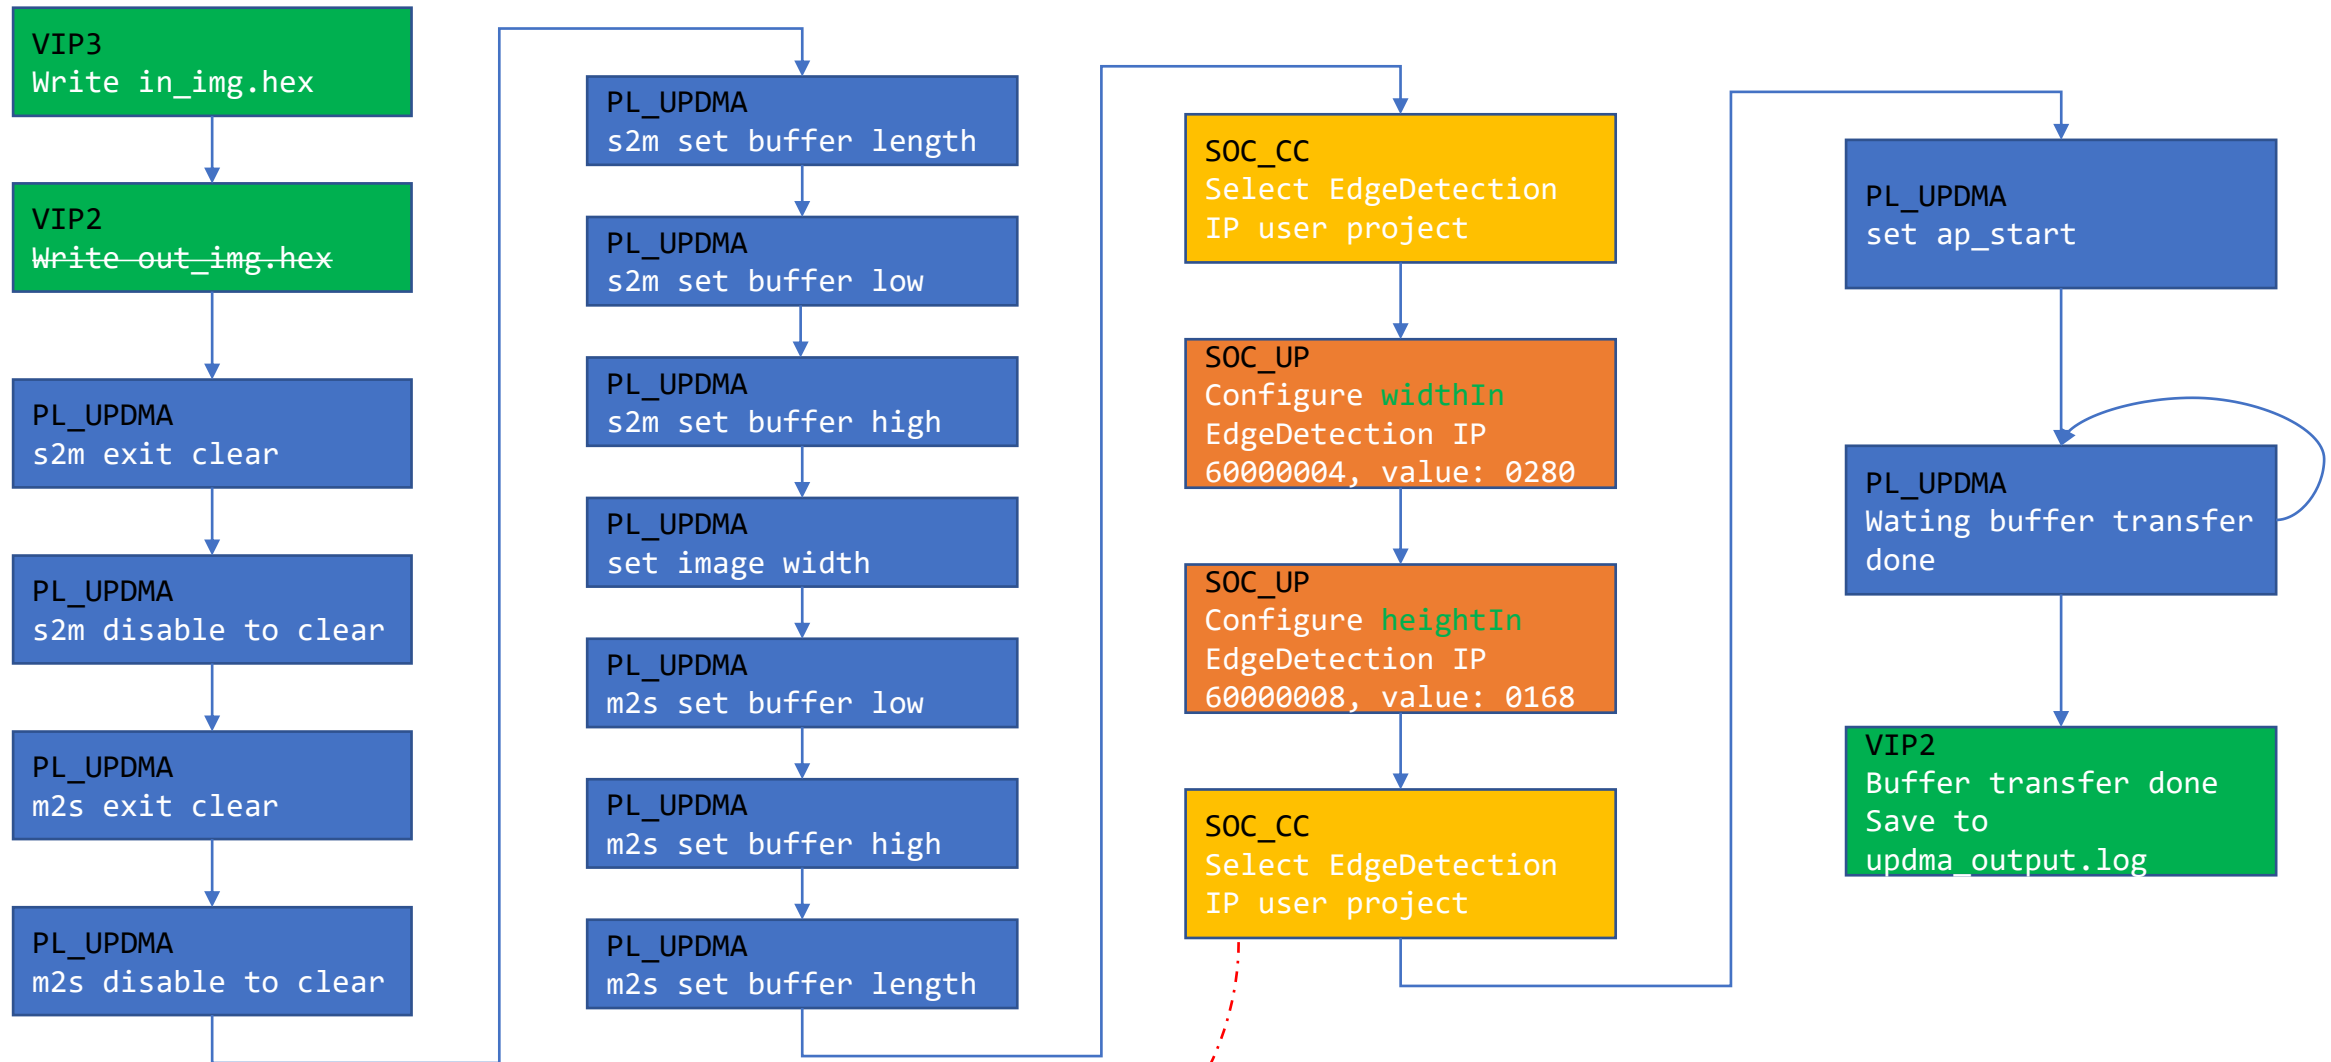 VIP3
Write in_img.hex
VIP2
Write out_img.hex
PL_UPDMA
s2m exit clear
PL_UPDMA
s2m disable to clear
PL_UPDMA
m2s exit clear
PL_UPDMA
m2s disable to clear
PL_UPDMA
s2m set buffer length
PL_UPDMA
s2m set buffer low
PL_UPDMA
s2m set buffer high
PL_UPDMA
set image width
PL_UPDMA
m2s set buffer low
PL_UPDMA
m2s set buffer high
PL_UPDMA
m2s set buffer length
SOC_CC
Select EdgeDetection
IP user project
SOC_UP
Configure widthIn
EdgeDetection IP
60000004, value: 0280
SOC_UP
Configure heightIn
EdgeDetection IP
60000008, value: 0168
SOC_CC
Select EdgeDetection
IP user project
PL_UPDMA
set ap_start
PL_UPDMA
Wating buffer transfer
done
VIP2
Buffer transfer done
Save to
updma_output.log